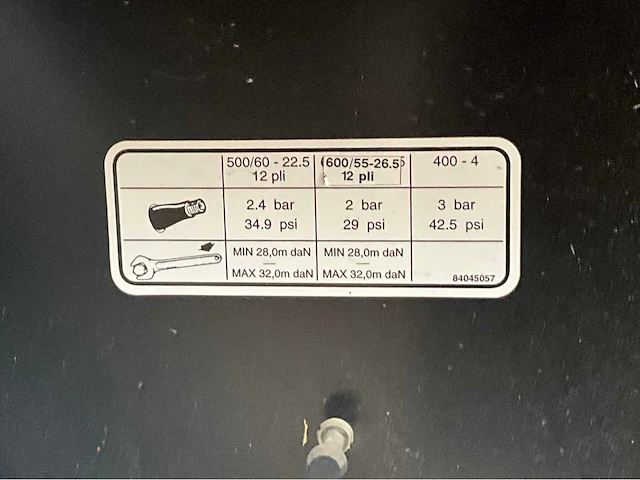 500/60 - 22.5 600/55-26.5 400 - 4
12 pli 12 pli
2.4 bar 2 bar 3 bar
34.9 psi 29 psi 42.5 psi
MIN 28,0m daN MIN 28,0m daN
MAX 32,0m daN MAX 32,0m daN
84045057